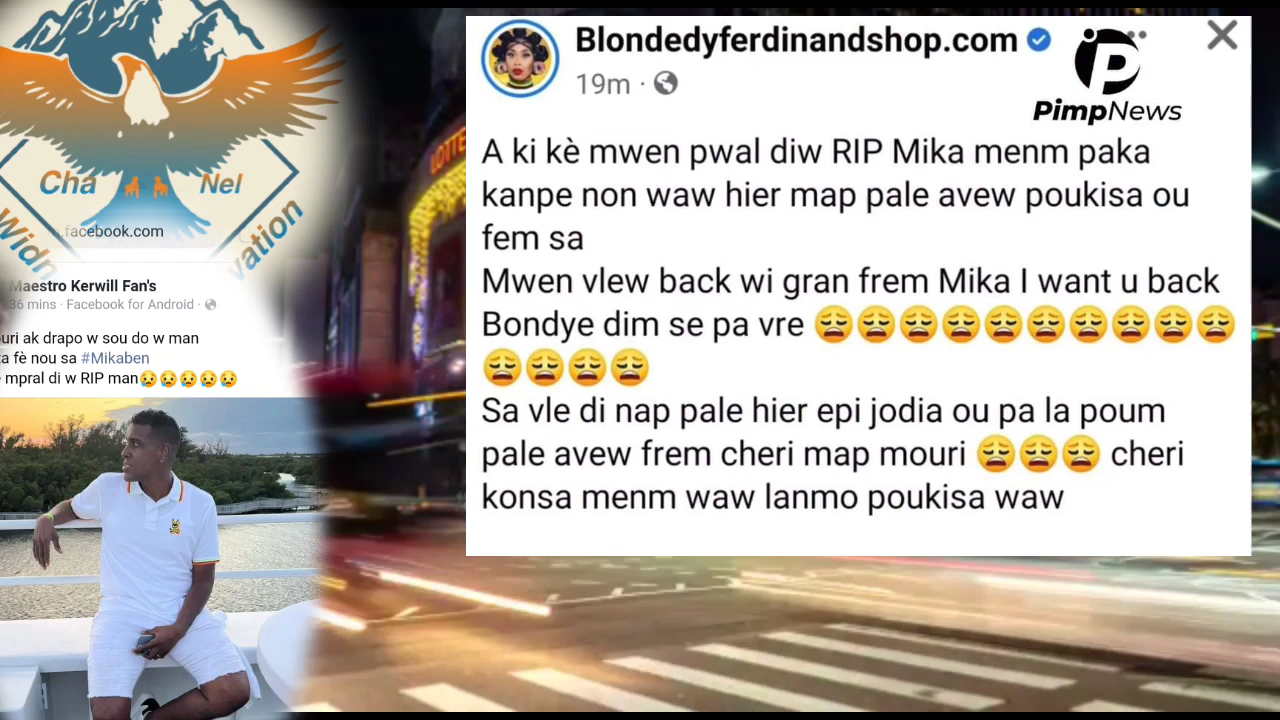 Cha Nel
facebook.com
Maestro Kerwill Fan's
36 mins · Facebook for Android ·
ouri ak drapo w sou do w man
fè nou sa #Mikaben
mpral di w RIP man😢😢😢😢😢
LOTTE
Blondedyferdinandshop.com
19m ·
PimpNews
A ki kè mwen pwal diw RIP Mika menm paka
kanpe non waw hier map pale avew poukisa ou
fem sa
Mwen vlew back wi gran frem Mika I want u back
Bondye dim se pa vre 😩😩😩😩😩😩😩😩😩😩
😩😩😩😩
Sa vle di nap pale hier epi jodia ou pa la poum
pale avew frem cheri map mouri 😩😩😩 cheri
konsa menm waw lanmo poukisa waw